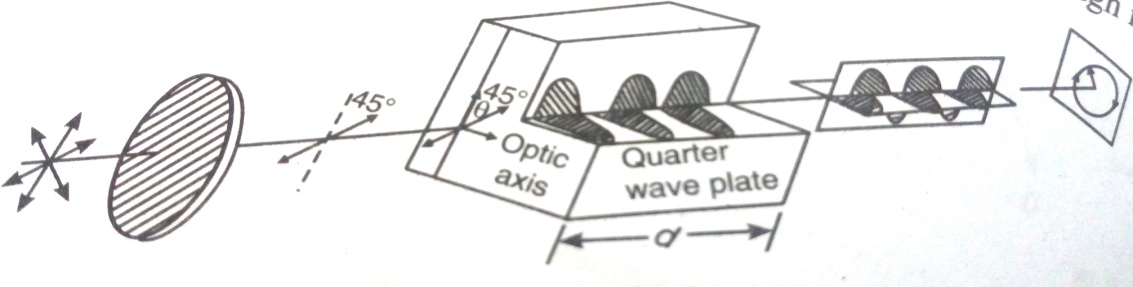 45°
45°
θ
Optic
axis
Quarter
wave plate
d